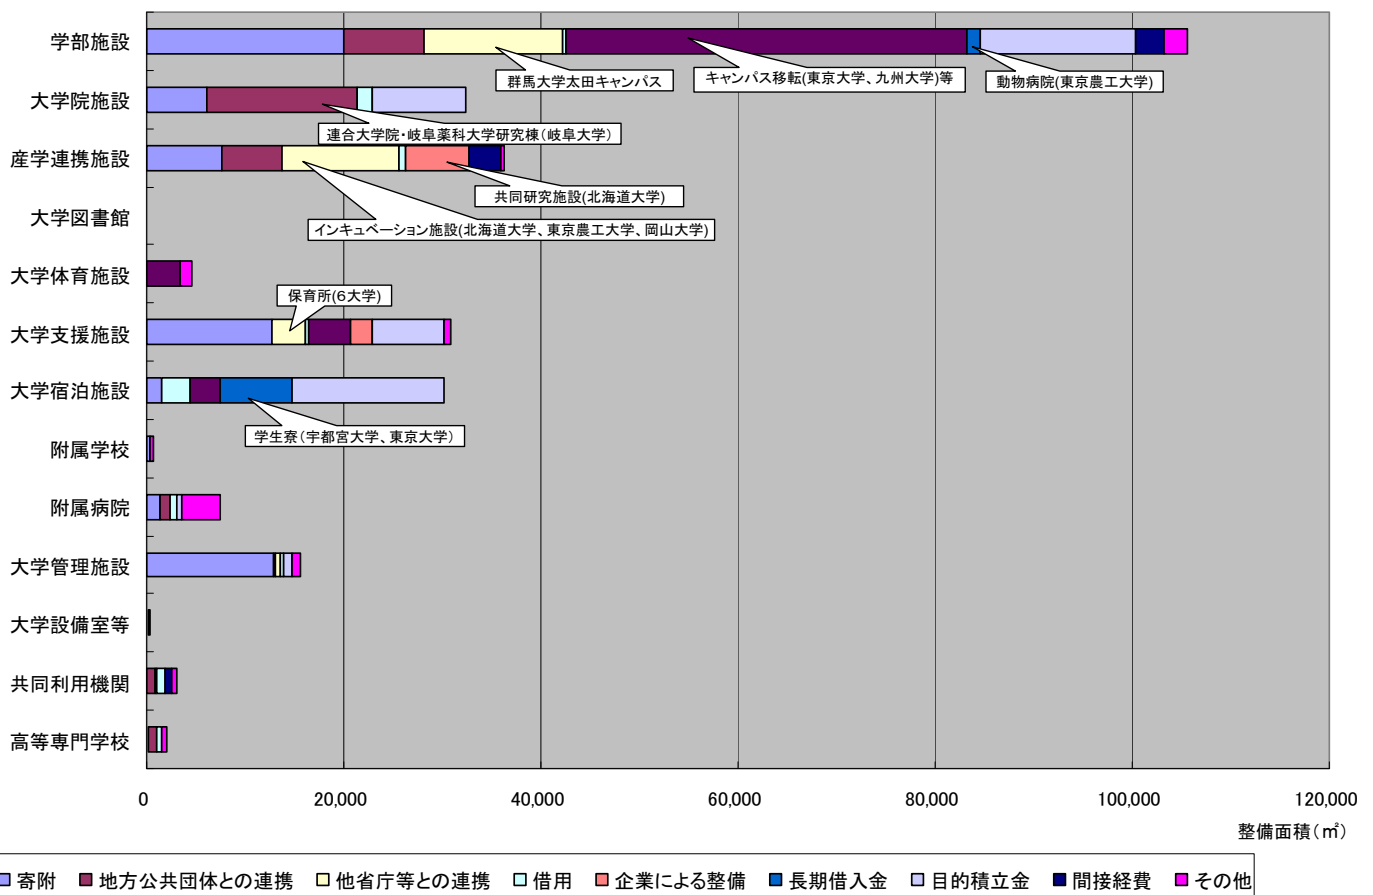 学部施設
群馬大学太田キャンパス
キャンパス移転(東京大学、九州大学)等
動物病院(東京農工大学)
大学院施設
連合大学院・岐阜薬科大学研究棟(岐阜大学)
産学連携施設
共同研究施設(北海道大学)
大学図書館
インキュベーション施設(北海道大学、東京農工大学、岡山大学)
大学体育施設
保育所(6大学)
大学支援施設
大学宿泊施設
学生寮(宇都宮大学、東京大学)
附属学校
附属病院
大学管理施設
大学設備室等
共同利用機関
高等専門学校
0 20,000 40,000 60,000 80,000 100,000 120,000
整備面積(㎡)
寄附 地方公共団体との連携 他省庁等との連携 借用 企業による整備 長期借入金 目的積立金 間接経費 その他